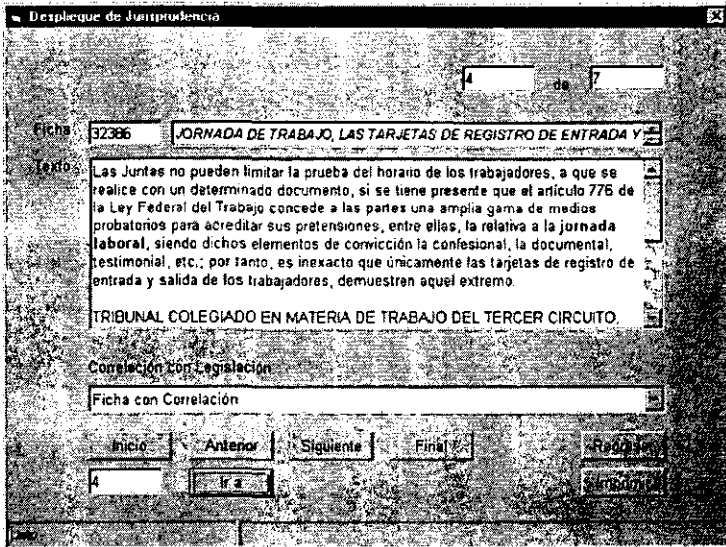 Despliegue de Jurisprudencia
4 de 7
Ficha 32386 JORNADA DE TRABAJO, LAS TARJETAS DE REGISTRO DE ENTRADA Y
Texto Las Juntas no pueden limitar la prueba del horario de los trabajadores, a que se
realice con un determinado documento, si se tiene presente que el artículo 776 de
la Ley Federal del Trabajo concede a las partes una amplia gama de medios
probatorios para acreditar sus pretensiones, entre ellas, la relativa a la jornada
laboral, siendo dichos elementos de convicción la confesional, la documental,
testimonial, etc.; por tanto, es inexacto que únicamente las tarjetas de registro de
entrada y salida de los trabajadores, demuestren aquel extremo.
TRIBUNAL COLEGIADO EN MATERIA DE TRABAJO DEL TERCER CIRCUITO.
Correlación con Legislación
Ficha con Correlación
Inicio Anterior Siguiente Final Regresar
4 Ir a Imprimir